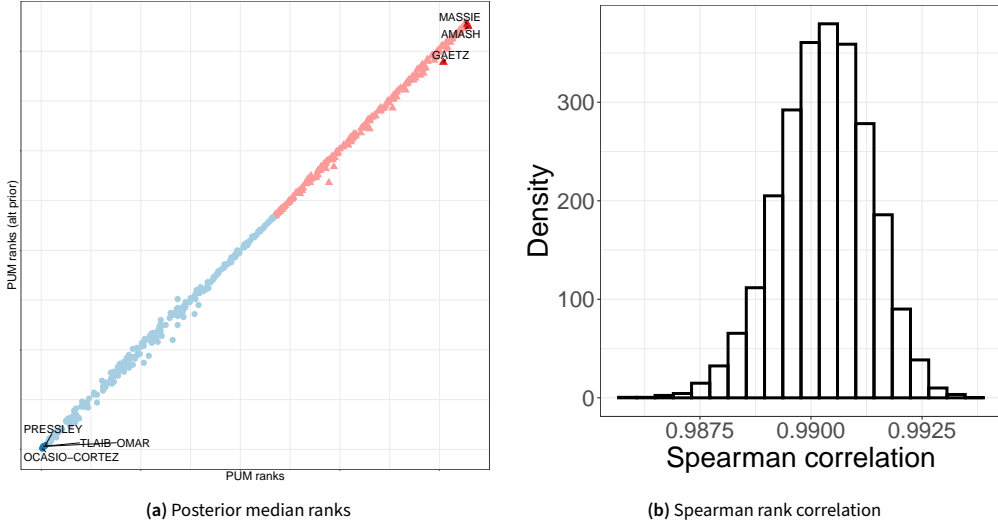 MASSIE
AMASH
GAETZ
PUM ranks (alt prior)
PRESSLEY
TLAIB OMAR
OCASIO−CORTEZ
PUM ranks
(a) Posterior median ranks
300
200
100
0
Density
0.9875 0.9900 0.9925
Spearman correlation
(b) Spearman rank correlation